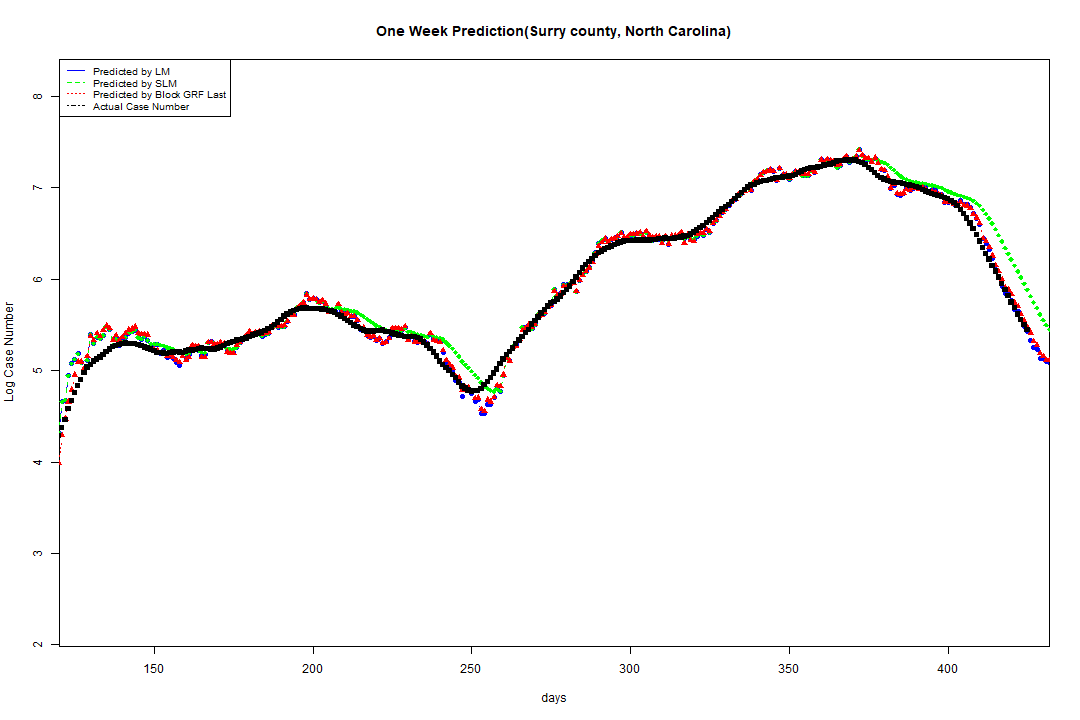 One Week Prediction(Surry county, North Carolina)
Predicted by LM
Predicted by SLM
Predicted by Block GRF Last
Actual Case Number
8
7
6
5
4
3
2
Log Case Number
150 200 250 300 350 400
days